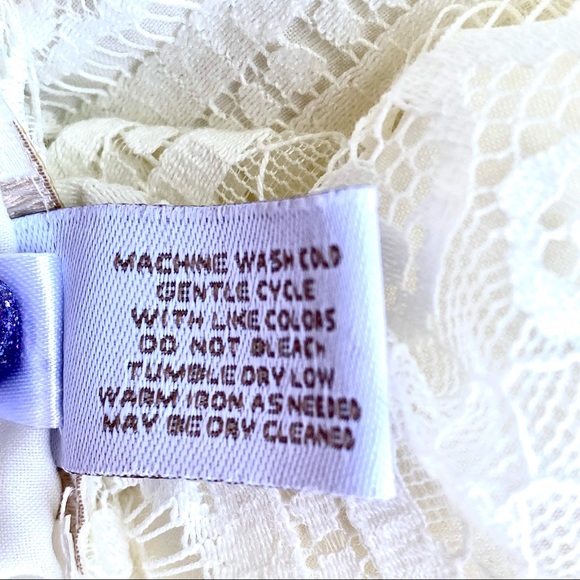 MACHINE WASH COLD
GENTLE CYCLE
WITH LIKE COLORS
DO NOT BLEACH
TUMBLE DRY LOW
WARM IRON AS NEEDED
MAY BE DRY CLEANED